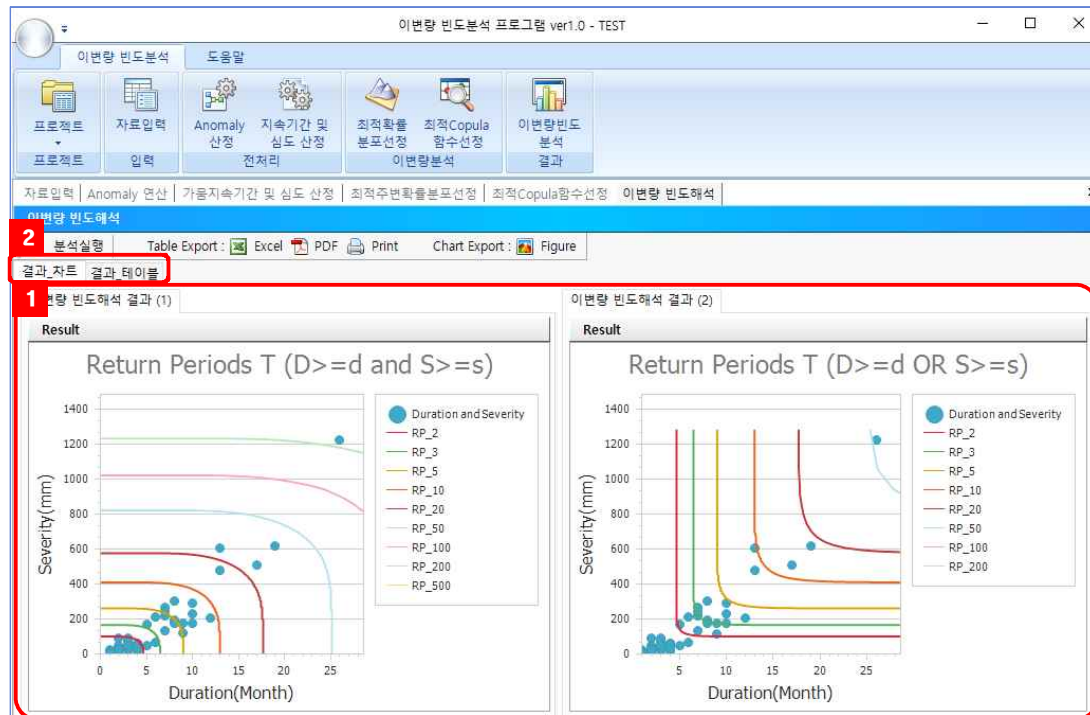 이변량 빈도분석 프로그램 ver1.0 - TEST
이변량 빈도분석 도움말
프로젝트
자료입력
Anomaly
산정
지속기간 및
심도 산정
최적확률
분포선정
최적Copula
함수선정
이변량빈도
분석
프로젝트 입력 전처리 이변량분석 결과
자료입력 Anomaly 연산 가뭄지속기간 및 심도 산정 최적주변확률분포선정 최적Copula함수선정 이변량 빈도해석
이변량 빈도해석
2
분석실행 Table Export : Excel PDF Print Chart Export : Figure
결과_차트 결과_테이블
1
변량 빈도해석 결과 (1)
Result
Return Periods T (D>=d and S>=s)
Severity(mm)
1400
1200
1000
800
600
400
200
0
0 5 10 15 20 25
Duration(Month)
Duration and Severity
RP_2
RP_3
RP_5
RP_10
RP_20
RP_50
RP_100
RP_200
RP_500
이변량 빈도해석 결과 (2)
Result
Return Periods T (D>=d OR S>=s)
Severity(mm)
1400
1200
1000
800
600
400
200
0
5 10 15 20 25
Duration(Month)
Duration and Severity
RP_2
RP_3
RP_5
RP_10
RP_20
RP_50
RP_100
RP_200